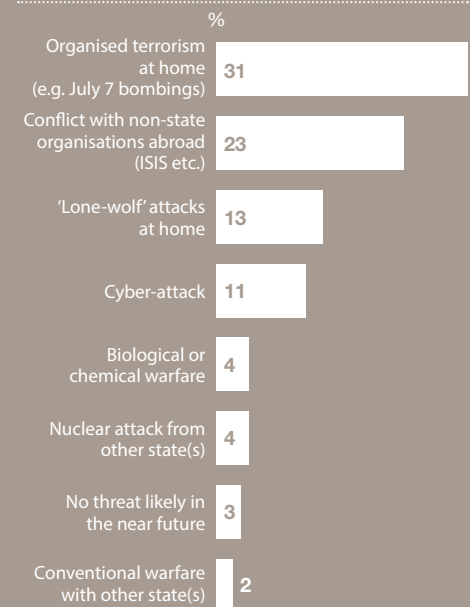 %
Organised terrorism
at home
(e.g. July 7 bombings)
31
Conflict with non-state
organisations abroad
(ISIS etc.)
23
‘Lone-wolf’ attacks
at home
13
Cyber-attack
11
Biological or
chemical warfare
4
Nuclear attack from
other state(s)
4
No threat likely in
the near future
3
Conventional warfare
with other state(s)
2